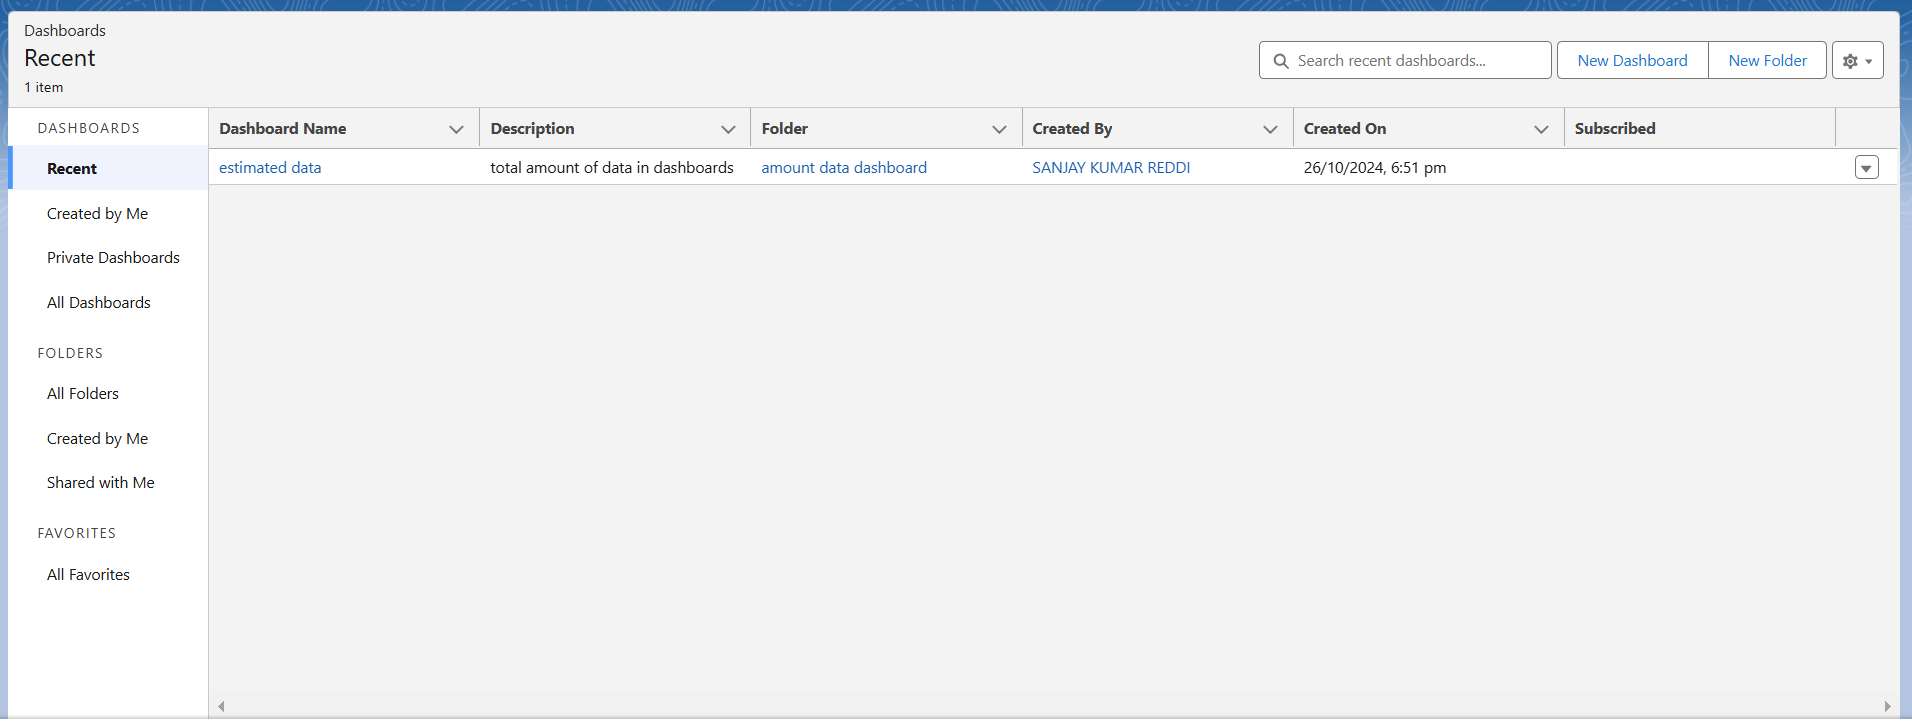 Dashboards
Recent
1 item
Search recent dashboards...
New Dashboard
New Folder
DASHBOARDS
Recent
Created by Me
Private Dashboards
All Dashboards
FOLDERS
All Folders
Created by Me
Shared with Me
FAVORITES
All Favorites
Dashboard Name Description Folder Created By Created On Subscribed
estimated data total amount of data in dashboards amount data dashboard SANJAY KUMAR REDDI 26/10/2024, 6:51 pm